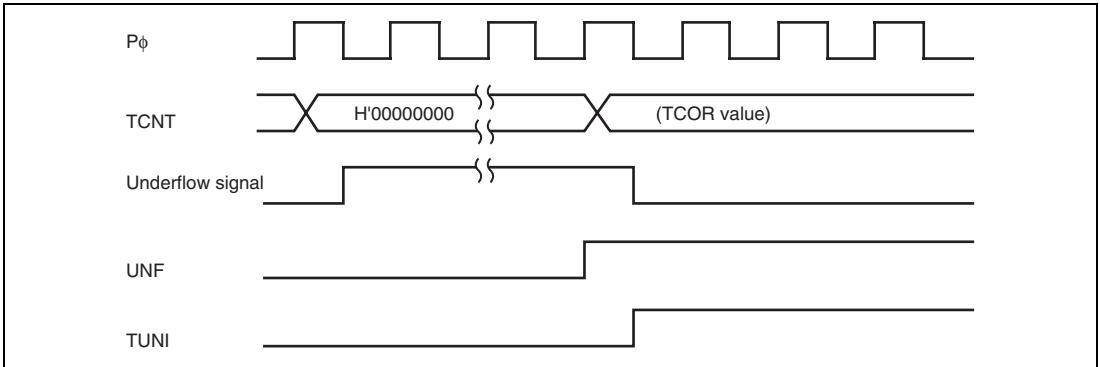 Pϕ
TCNT
H'00000000
(TCOR value)
Underflow signal
UNF
TUNI